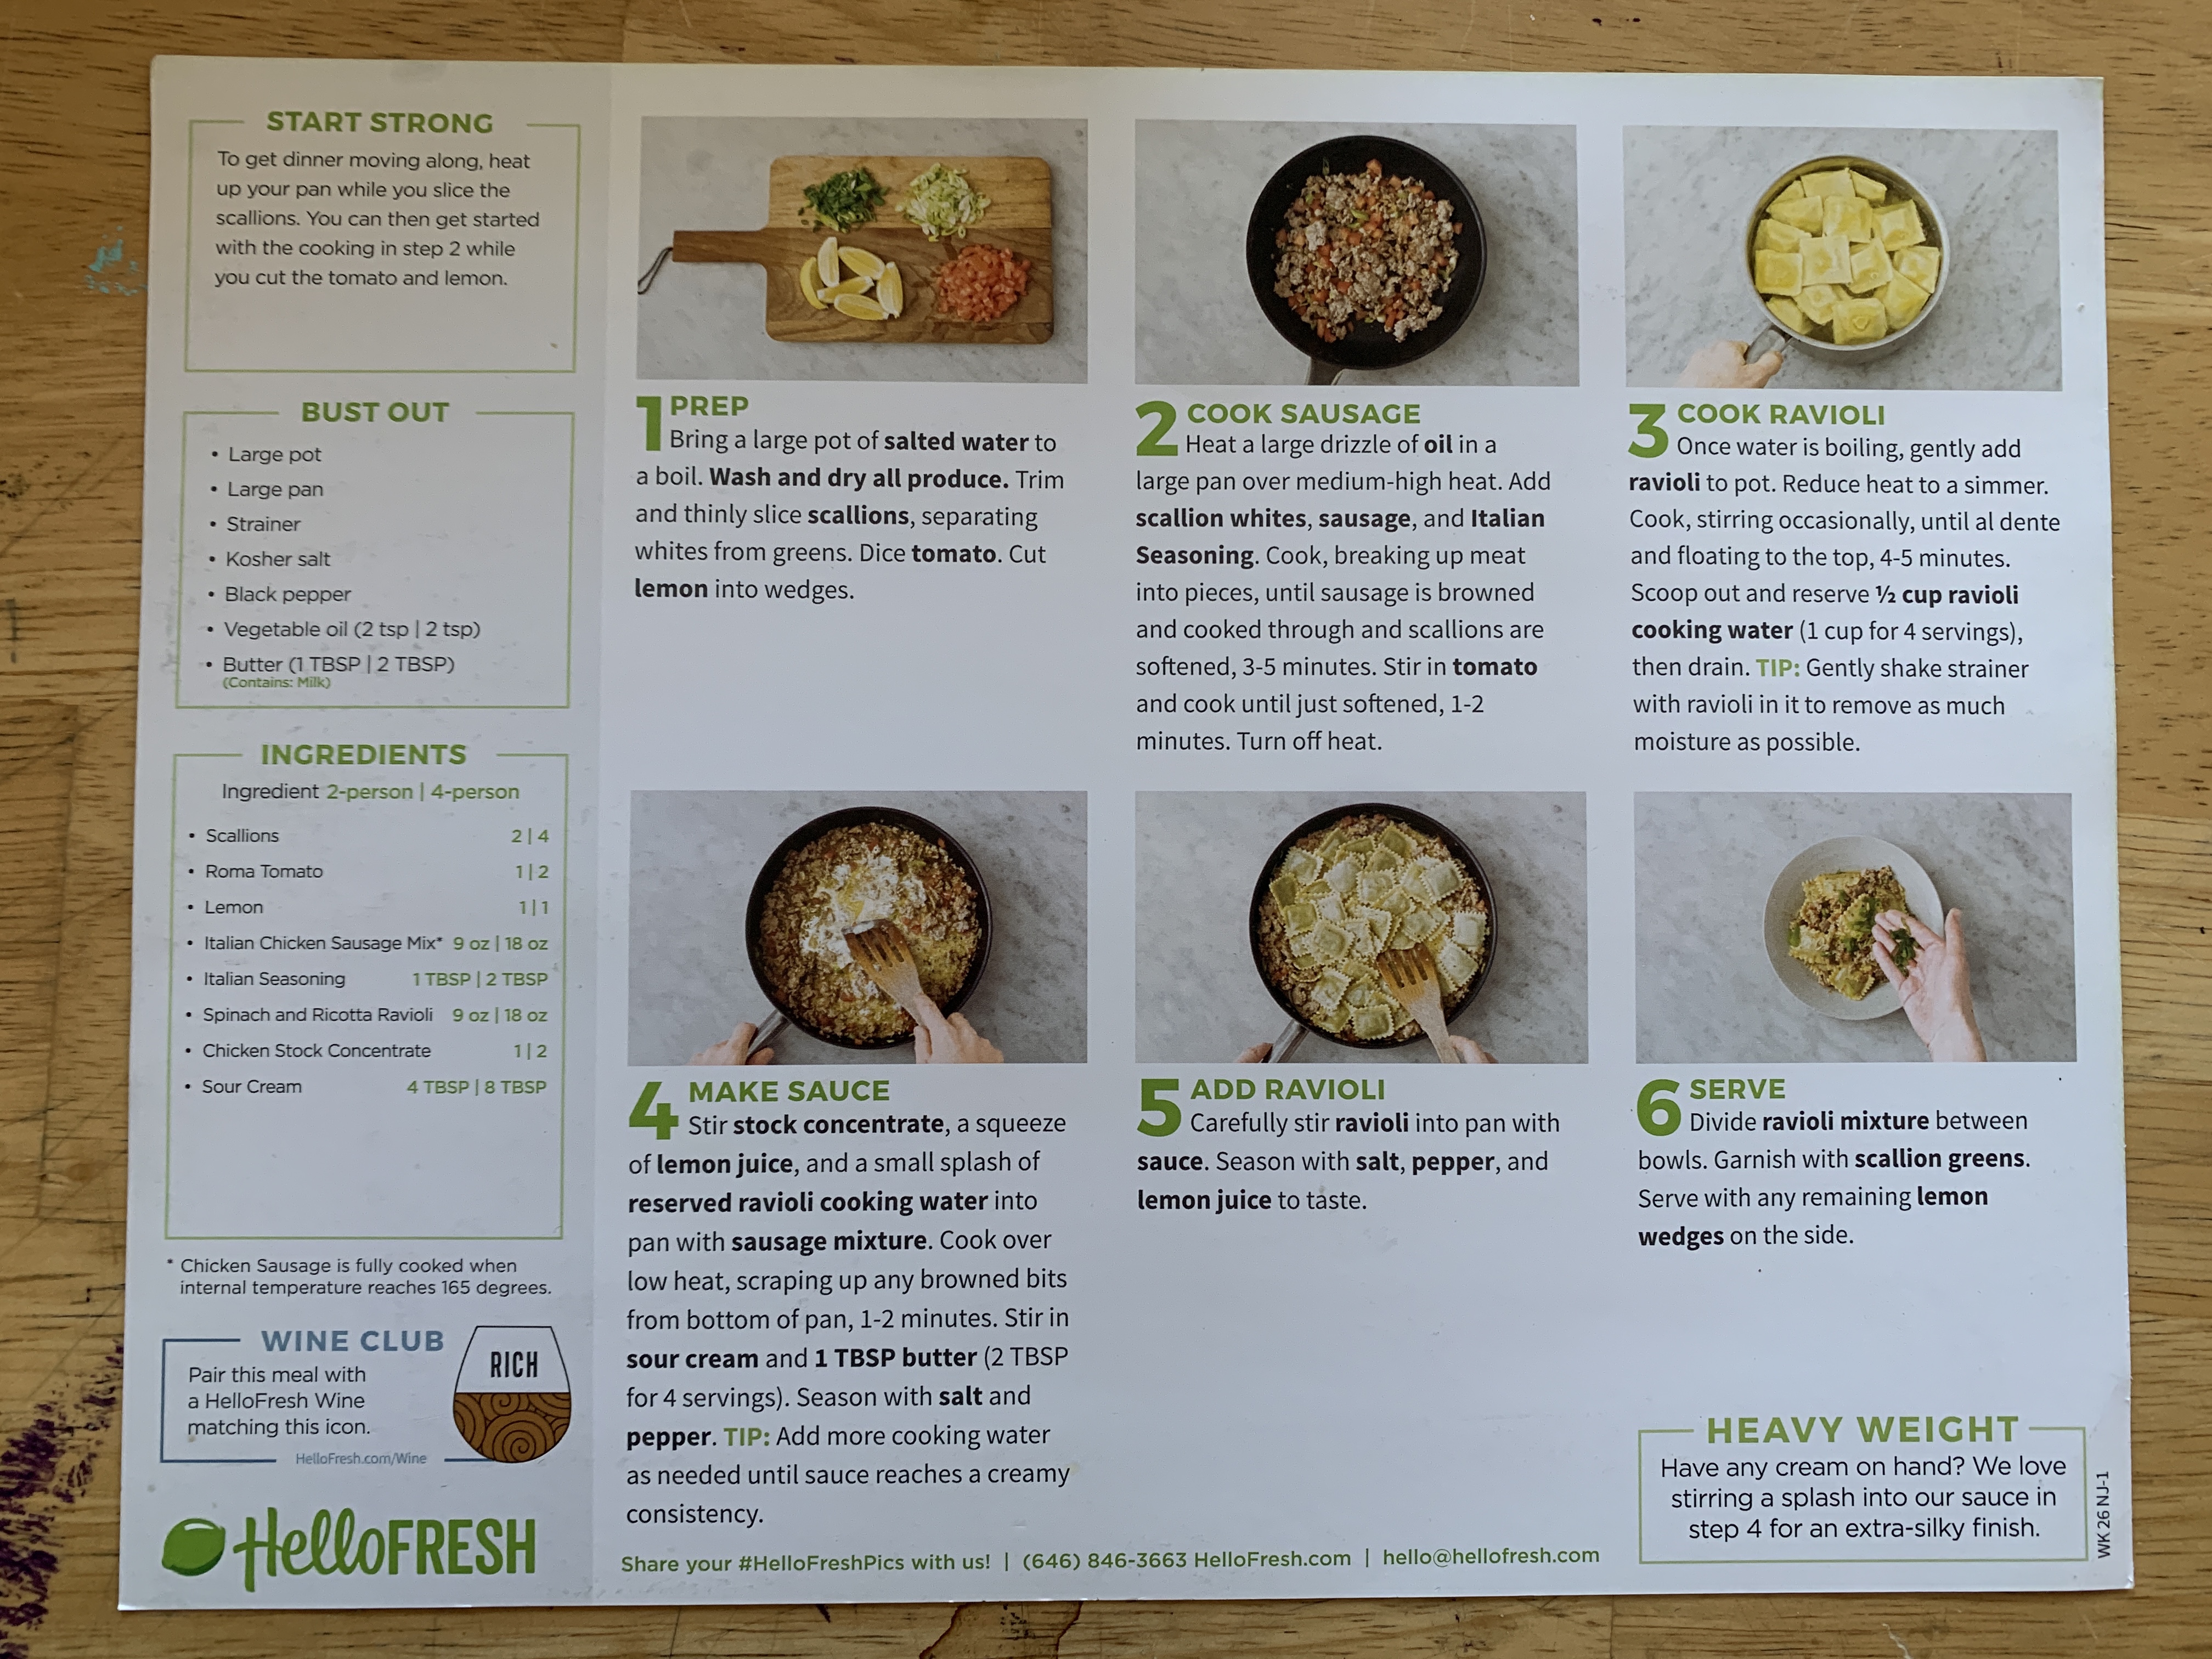 START STRONG
To get dinner moving along, heat
up your pan while you slice the
scallions. You can then get started
with the cooking in step 2 while
you cut the tomato and lemon.
BUST OUT
• Large pot
• Large pan
• Strainer
• Kosher salt
• Black pepper
• Vegetable oil (2 tsp | 2 tsp)
• Butter (1 TBSP | 2 TBSP)
(Contains: Milk)
INGREDIENTS
Ingredient 2-person | 4-person
• Scallions 2 | 4
• Roma Tomato 1 | 2
• Lemon 1 | 1
• Italian Chicken Sausage Mix* 9 oz | 18 oz
• Italian Seasoning 1 TBSP | 2 TBSP
• Spinach and Ricotta Ravioli 9 oz | 18 oz
• Chicken Stock Concentrate 1 | 2
• Sour Cream 4 TBSP | 8 TBSP
* Chicken Sausage is fully cooked when
internal temperature reaches 165 degrees.
WINE CLUB
Pair this meal with
a HelloFresh Wine
matching this icon.
HelloFresh.com/Wine
RICH
HelloFRESH
1 PREP
Bring a large pot of salted water to
a boil. Wash and dry all produce. Trim
and thinly slice scallions, separating
whites from greens. Dice tomato. Cut
lemon into wedges.
2 COOK SAUSAGE
Heat a large drizzle of oil in a
large pan over medium-high heat. Add
scallion whites, sausage, and Italian
Seasoning. Cook, breaking up meat
into pieces, until sausage is browned
and cooked through and scallions are
softened, 3-5 minutes. Stir in tomato
and cook until just softened, 1-2
minutes. Turn off heat.
3 COOK RAVIOLI
Once water is boiling, gently add
ravioli to pot. Reduce heat to a simmer.
Cook, stirring occasionally, until al dente
and floating to the top, 4-5 minutes.
Scoop out and reserve ½ cup ravioli
cooking water (1 cup for 4 servings),
then drain. TIP: Gently shake strainer
with ravioli in it to remove as much
moisture as possible.
4 MAKE SAUCE
Stir stock concentrate, a squeeze
of lemon juice, and a small splash of
reserved ravioli cooking water into
pan with sausage mixture. Cook over
low heat, scraping up any browned bits
from bottom of pan, 1-2 minutes. Stir in
sour cream and 1 TBSP butter (2 TBSP
for 4 servings). Season with salt and
pepper. TIP: Add more cooking water
as needed until sauce reaches a creamy
consistency.
5 ADD RAVIOLI
Carefully stir ravioli into pan with
sauce. Season with salt, pepper, and
lemon juice to taste.
6 SERVE
Divide ravioli mixture between
bowls. Garnish with scallion greens.
Serve with any remaining lemon
wedges on the side.
HEAVY WEIGHT
Have any cream on hand? We love
stirring a splash into our sauce in
step 4 for an extra-silky finish.
WK 26 NJ-1
Share your #HelloFreshPics with us! | (646) 846-3663 HelloFresh.com | hello@hellofresh.com